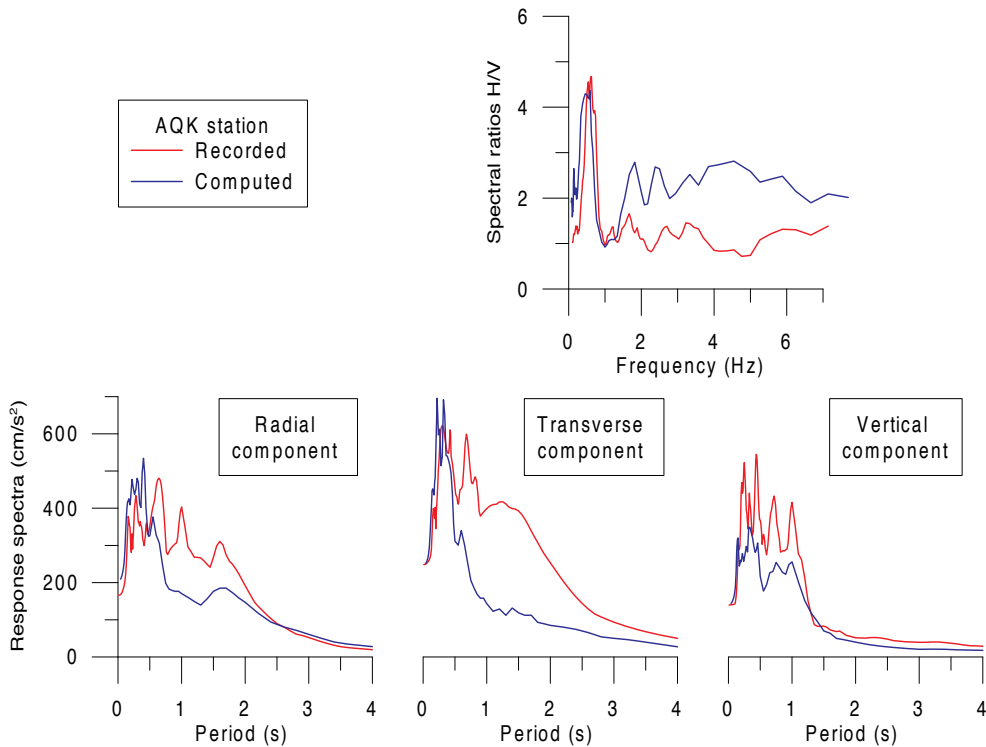 AQK station
Recorded
Computed
Spectral ratios H/V
6
4
2
0
0 2 4 6
Frequency (Hz)
Response spectra (cm/s²)
600
400
200
0
Radial
component
Transverse
component
Vertical
component
0 1 2 3 4
Period (s)
0 1 2 3 4
Period (s)
0 1 2 3 4
Period (s)